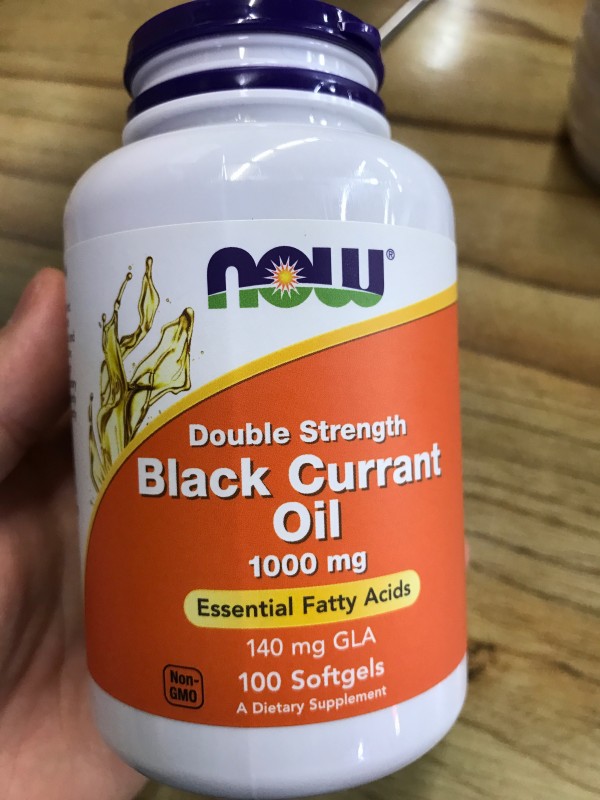 NOW®
Double Strength
Black Currant
Oil
1000 mg
Essential Fatty Acids
140 mg GLA
100 Softgels
A Dietary Supplement
Non-
GMO